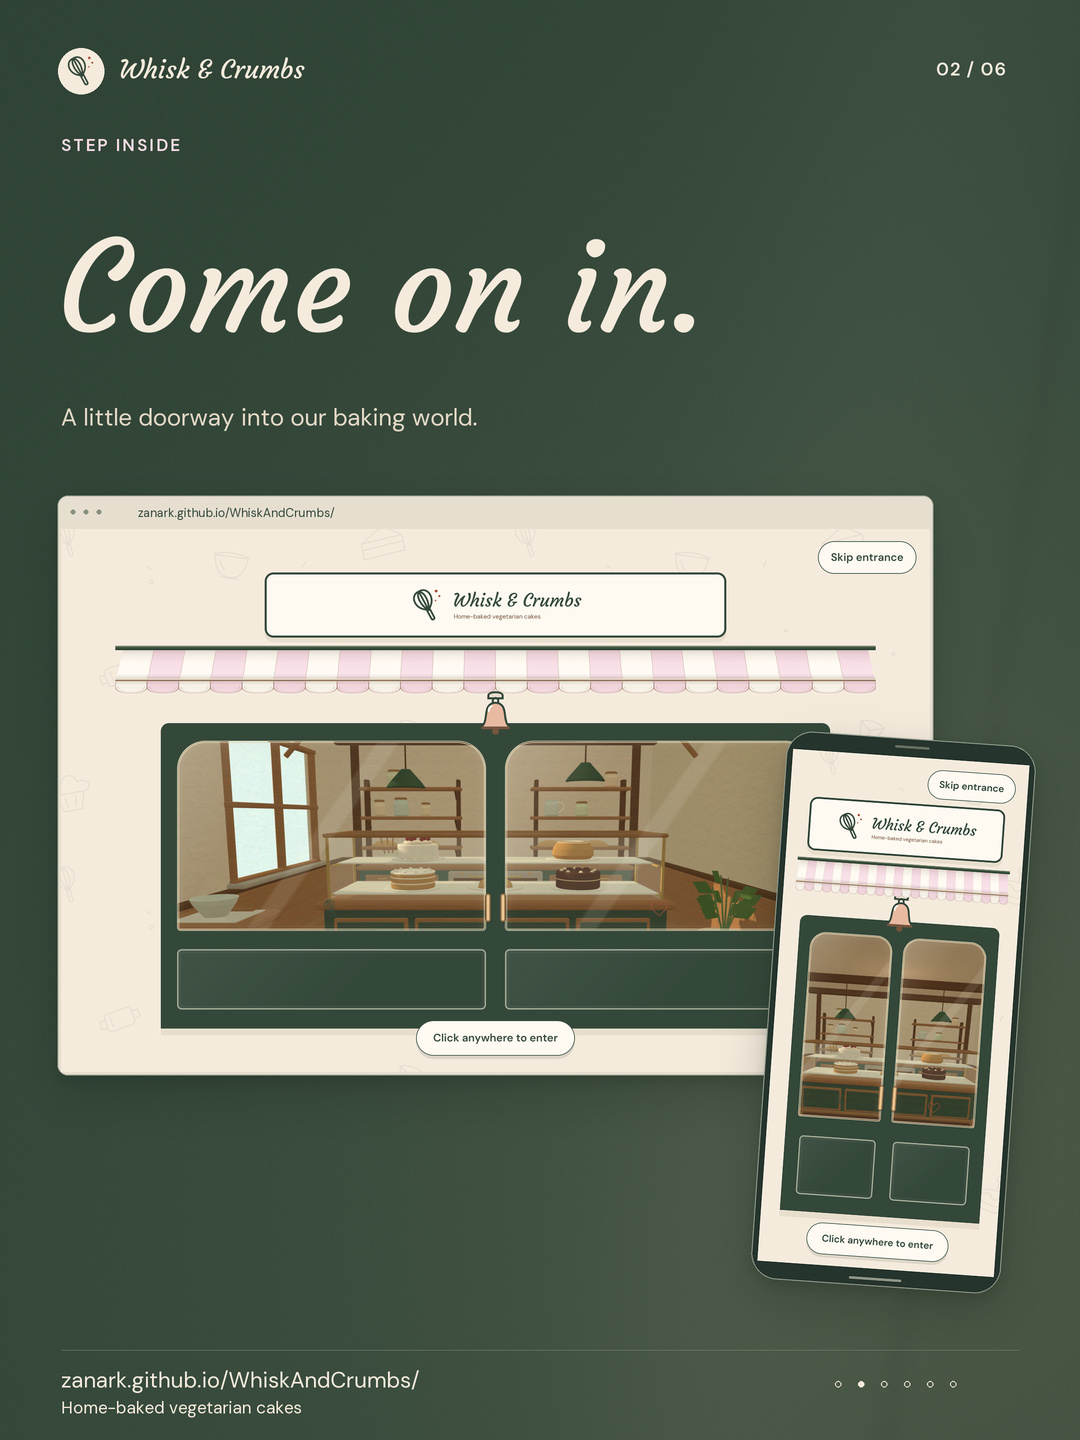 Whisk & Crumbs
02 / 06
STEP INSIDE
Come on in.
A little doorway into our baking world.
zanark.github.io/WhiskAndCrumbs/
Skip entrance
Whisk & Crumbs
Home-baked vegetarian cakes
Click anywhere to enter
Skip entrance
Whisk & Crumbs
Home-baked vegetarian cakes
Click anywhere to enter
zanark.github.io/WhiskAndCrumbs/
Home-baked vegetarian cakes